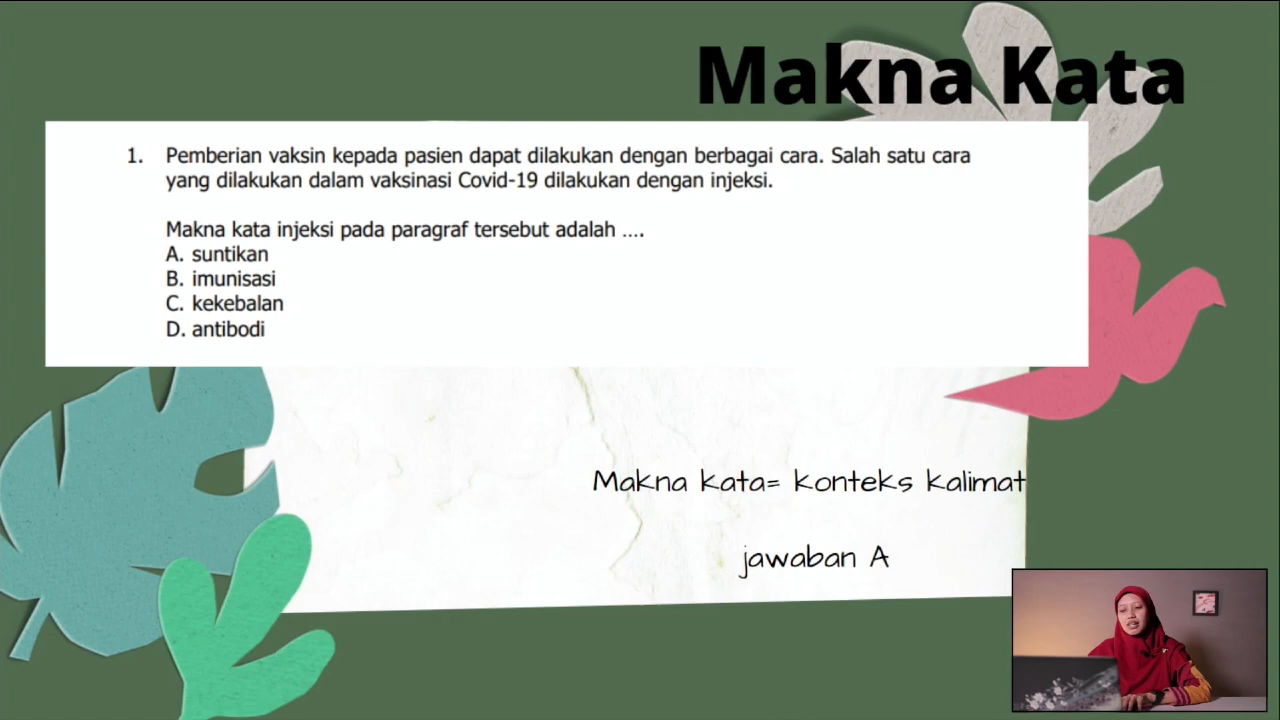 Makna Kata
1. Pemberian vaksin kepada pasien dapat dilakukan dengan berbagai cara. Salah satu cara
yang dilakukan dalam vaksinasi Covid-19 dilakukan dengan injeksi.
Makna kata injeksi pada paragraf tersebut adalah ....
A. suntikan
B. imunisasi
C. kekebalan
D. antibodi
Makna kata= konteks kalimat
jawaban A